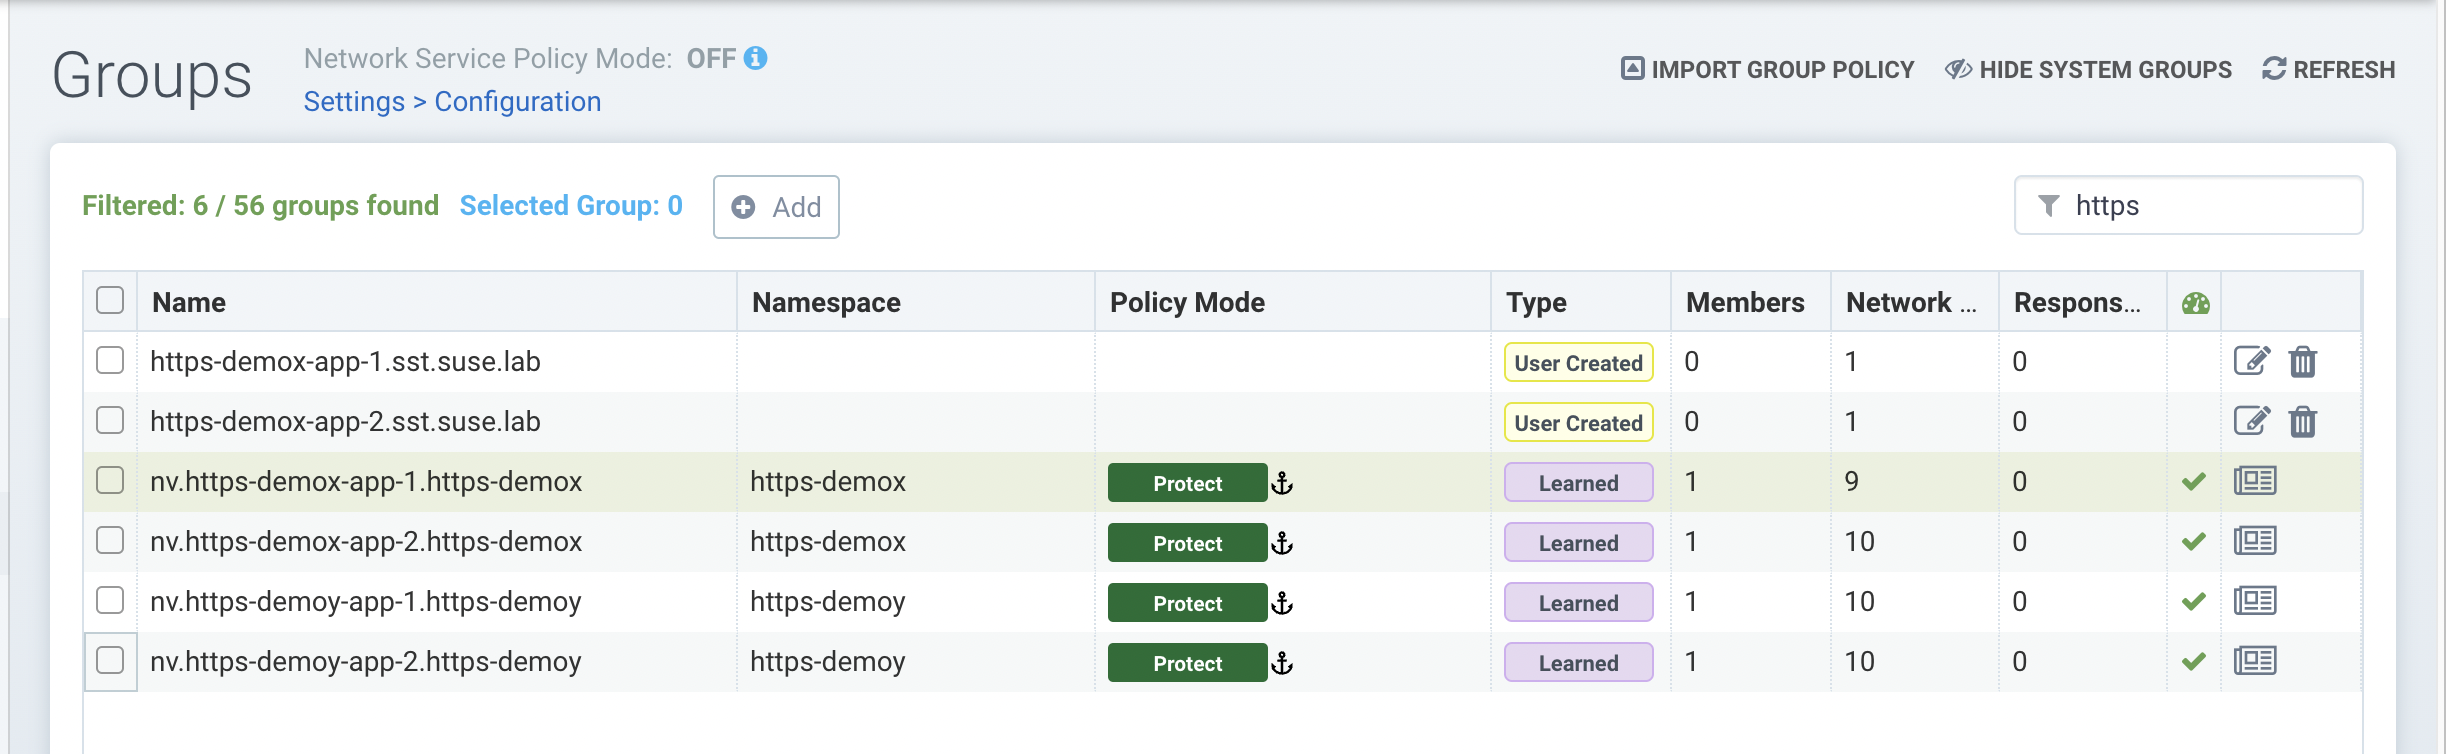 Groups
Network Service Policy Mode: OFF
Settings > Configuration
IMPORT GROUP POLICY HIDE SYSTEM GROUPS REFRESH
Filtered: 6 / 56 groups found Selected Group: 0 Add https
Name Namespace Policy Mode Type Members Network ... Respons...
https-demox-app-1.sst.suse.lab User Created 0 1 0
https-demox-app-2.sst.suse.lab User Created 0 1 0
nv.https-demox-app-1.https-demox https-demox Protect Learned 1 9 0
nv.https-demox-app-2.https-demox https-demox Protect Learned 1 10 0
nv.https-demoy-app-1.https-demoy https-demoy Protect Learned 1 10 0
nv.https-demoy-app-2.https-demoy https-demoy Protect Learned 1 10 0